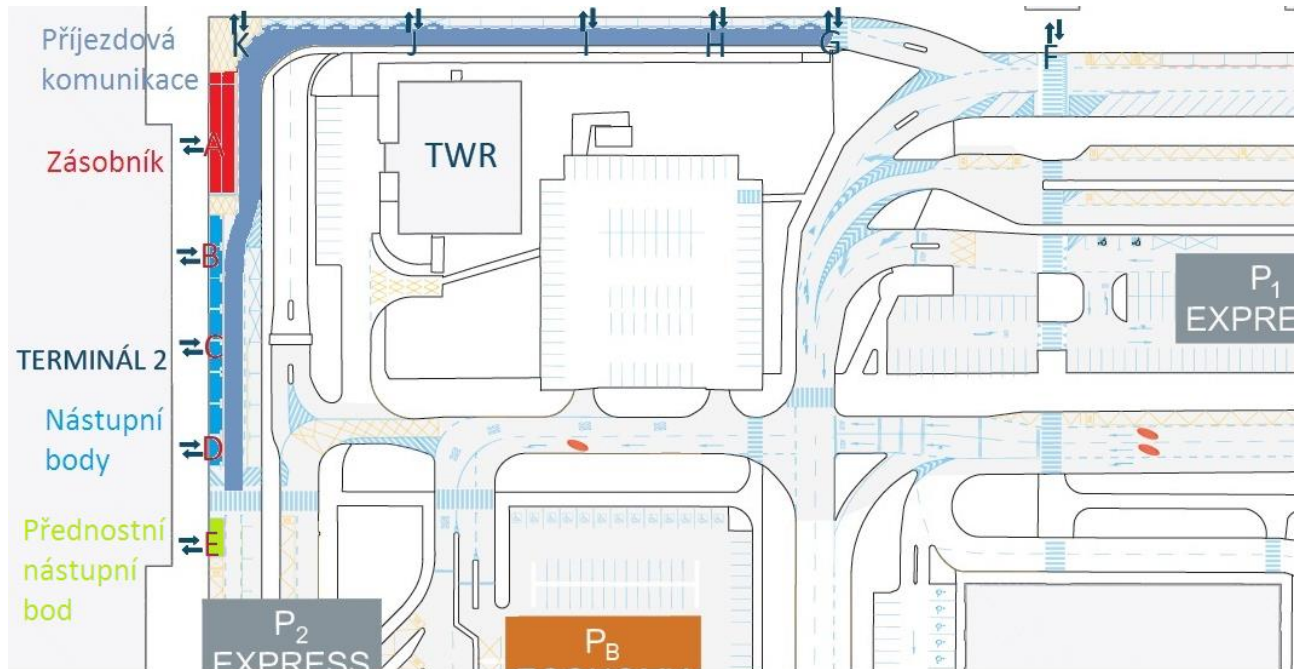 Příjezdová
komunikace
K
J
I
H
G
F
Zásobník
A
TWR
B
P1
EXPRE
C
TERMINÁL 2
Nástupní
body
D
Přednostní
nástupní
bod
E
P2
EXPRESS
PB